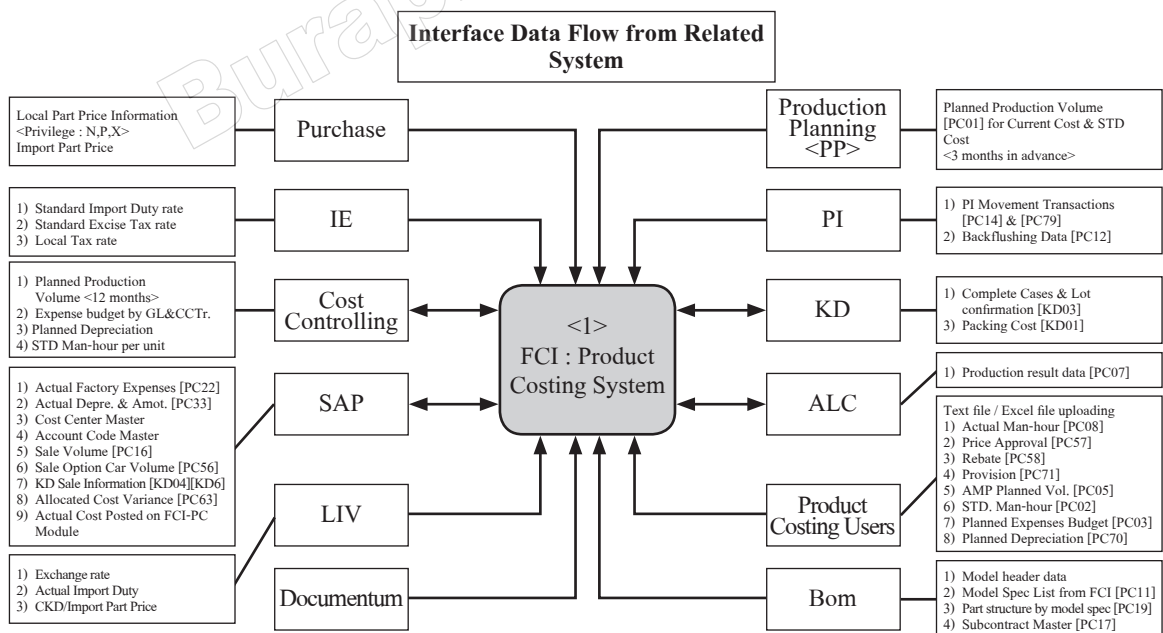 Burap
Interface Data Flow from Related
System
Local Part Price Information
<Privilege : N,P,X>
Import Part Price
Purchase
1) Standard Import Duty rate
2) Standard Excise Tax rate
3) Local Tax rate
IE
1) Planned Production
Volume <12 months>
2) Expense budget by GL&CCTr.
3) Planned Depreciation
4) STD Man-hour per unit
Cost
Controlling
1) Actual Factory Expenses [PC22]
2) Actual Depre. & Amot. [PC33]
3) Cost Center Master
4) Account Code Master
5) Sale Volume [PC16]
6) Sale Option Car Volume [PC56]
7) KD Sale Information [KD04][KD6]
8) Allocated Cost Variance [PC63]
9) Actual Cost Posted on FCI-PC
Module
SAP
1) Exchange rate
2) Actual Import Duty
3) CKD/Import Part Price
LIV
Documentum
<1>
FCI : Product
Costing System
Production
Planning
<PP>
Planned Production Volume
[PC01] for Current Cost & STD
Cost
<3 months in advance>
PI
1) PI Movement Transactions
[PC14] & [PC79]
2) Backflushing Data [PC12]
KD
1) Complete Cases & Lot
confirmation [KD03]
3) Packing Cost [KD01]
ALC
1) Production result data [PC07]
Product
Costing Users
Text file / Excel file uploading
1) Actual Man-hour [PC08]
2) Price Approval [PC57]
3) Rebate [PC58]
4) Provision [PC71]
5) AMP Planned Vol. [PC05]
6) STD. Man-hour [PC02]
7) Planned Expenses Budget [PC03]
8) Planned Depreciation [PC70]
Bom
1) Model header data
2) Model Spec List from FCI [PC11]
3) Part structure by model spec [PC19]
4) Subcontract Master [PC17]